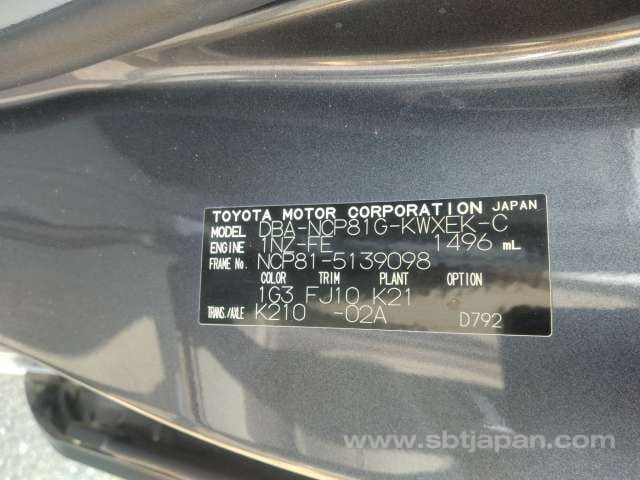 TOYOTA MOTOR CORPORATION JAPAN
MODEL DBA-NCP81G-KWXEK-C
ENGINE 1NZ-FE 1496 mL
FRAME No. NCP81-5139098
COLOR TRIM PLANT OPTION
1G3 FJ10 K21
TRANS./AXLE K210 -02A D792
www.sbtjapan.com